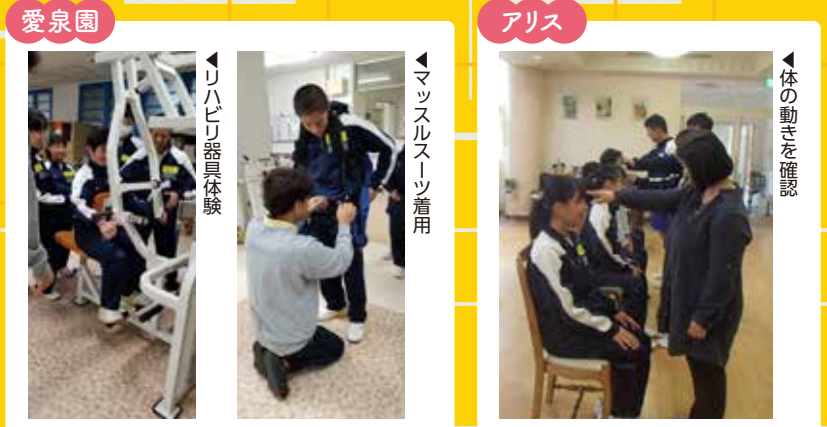 愛泉園
◀リハビリ器具体験
◀マッスルスーツ着用
アリス
◀体の動きを確認